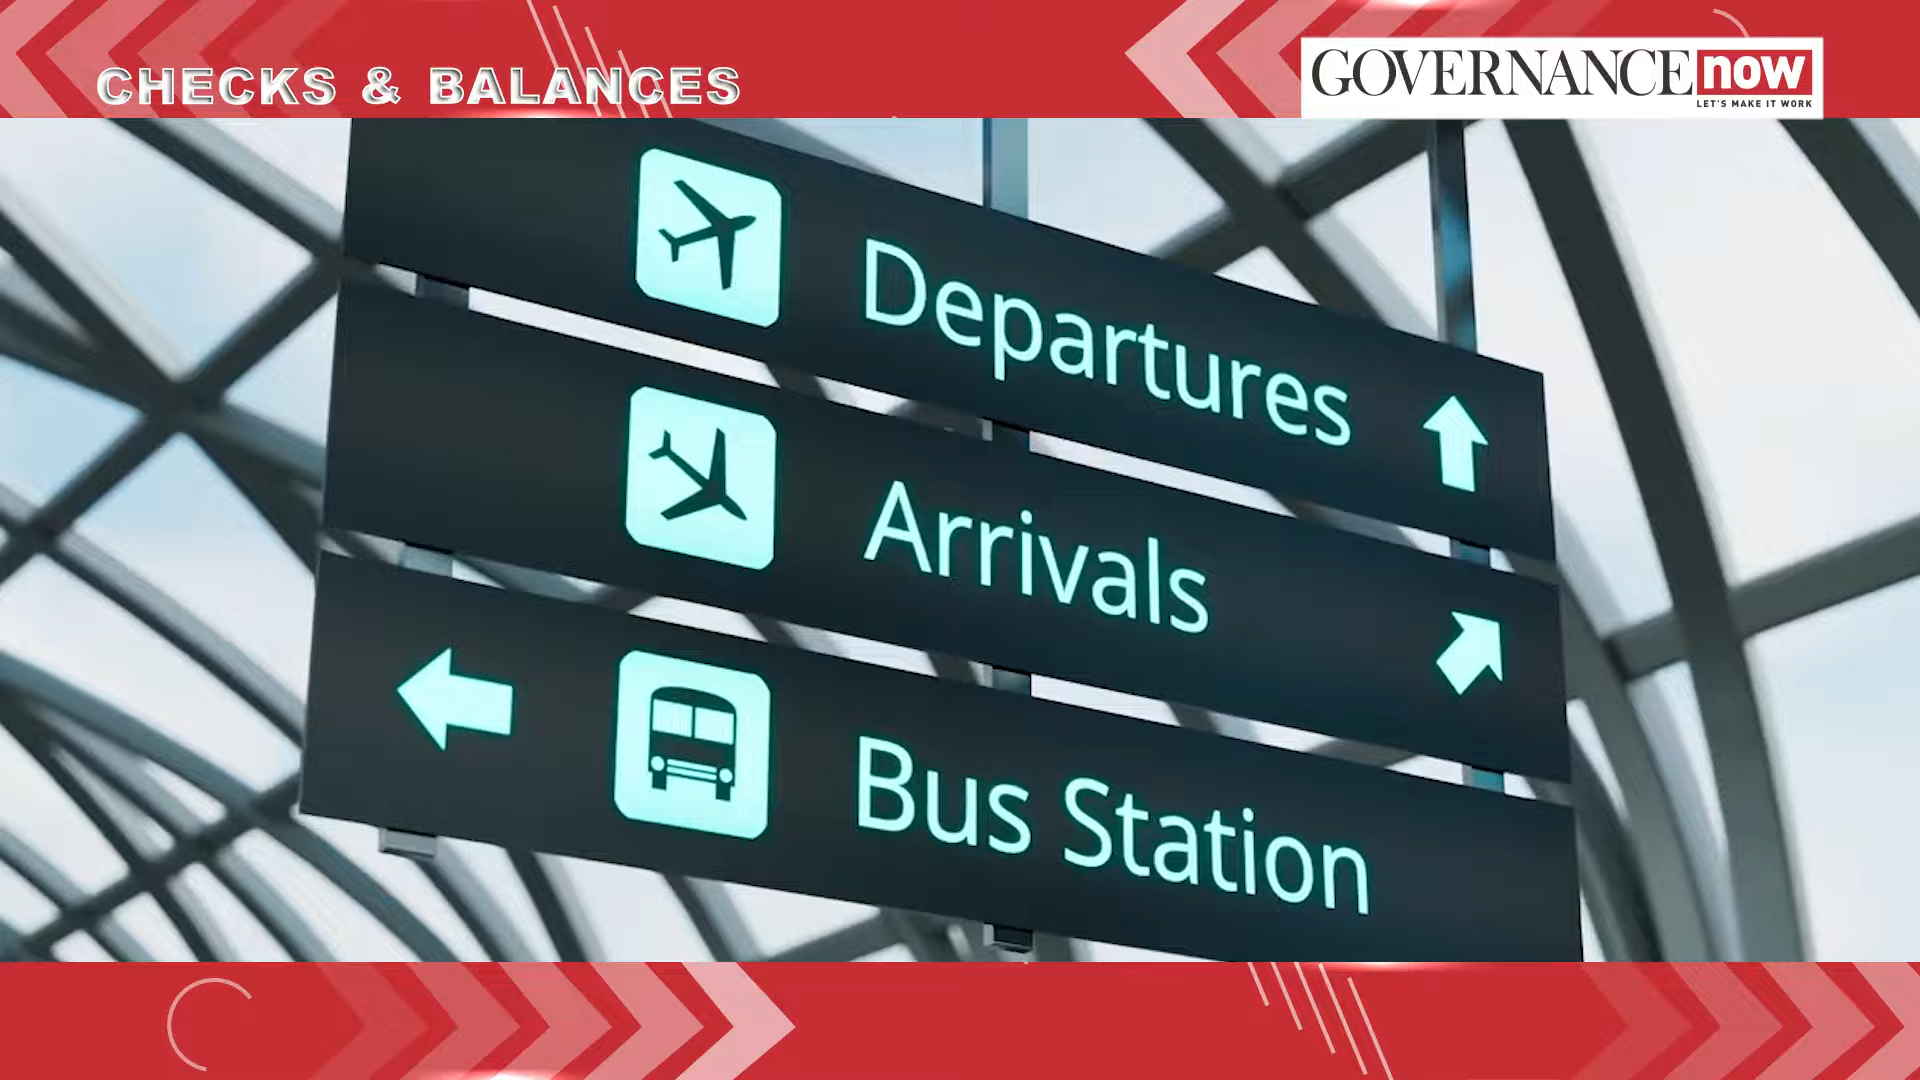 CHECKS & BALANCES
GOVERNANCE now
LET'S MAKE IT WORK
Departures
Arrivals
Bus Station